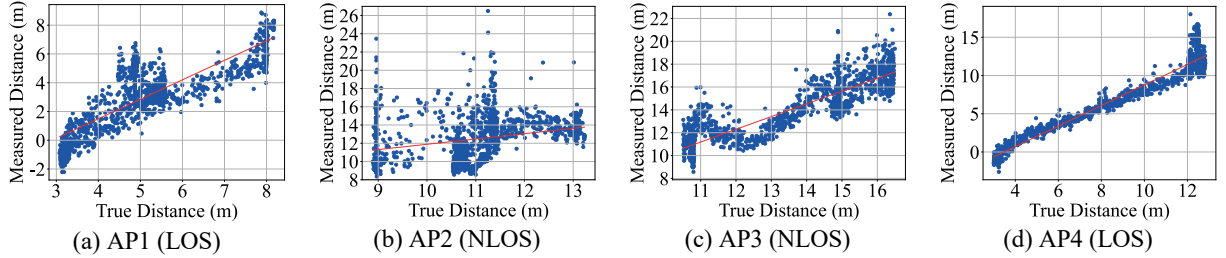 Measured Distance (m)
8
6
4
2
0
-2
3 4 5 6 7 8
True Distance (m)
(a) AP1 (LOS)
Measured Distance (m)
26
24
22
20
18
16
14
12
10
8
9 10 11 12 13
True Distance (m)
(b) AP2 (NLOS)
Measured Distance (m)
22
20
18
16
14
12
10
8
11 12 13 14 15 16
True Distance (m)
(c) AP3 (NLOS)
Measured Distance (m)
15
10
5
0
4 6 8 10 12
True Distance (m)
(d) AP4 (LOS)